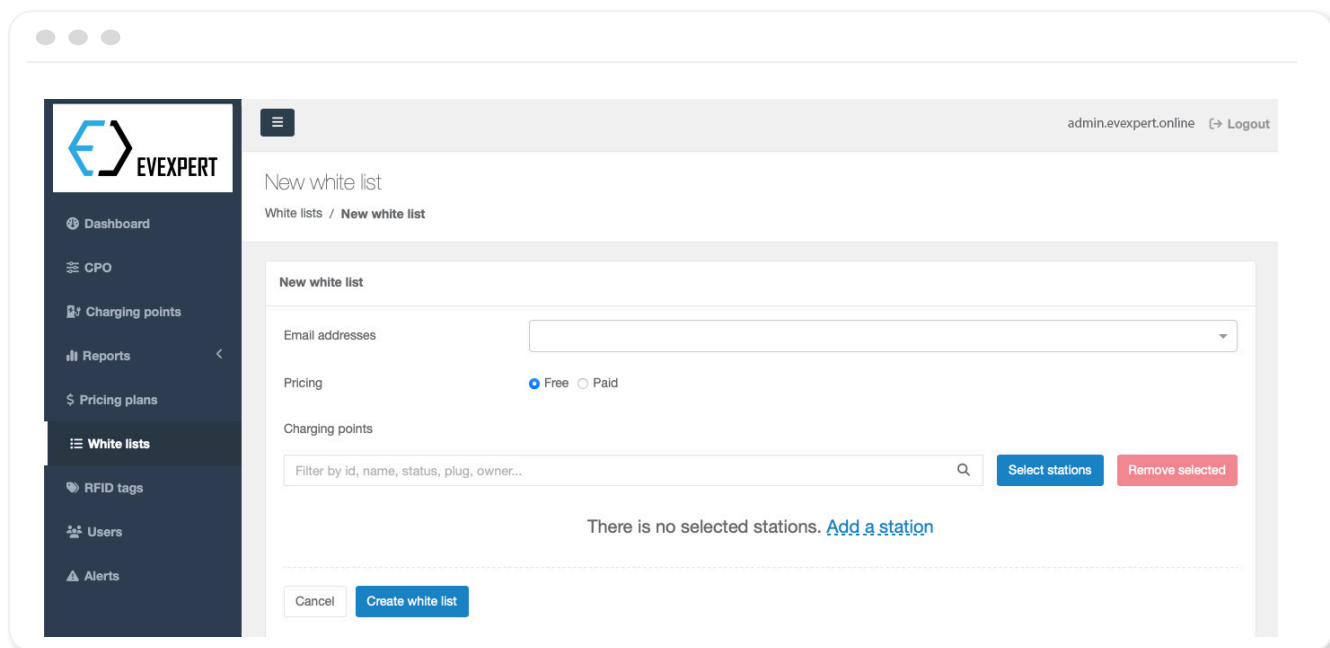 EVEXPERT
admin.evexpert.online Logout
New white list
White lists / New white list
Dashboard
CPO
Charging points
Reports
$ Pricing plans
White lists
RFID tags
Users
Alerts
New white list
Email addresses
Pricing Free Paid
Charging points
Filter by id, name, status, plug, owner... Select stations Remove selected
There is no selected stations. Add a station
Cancel Create white list